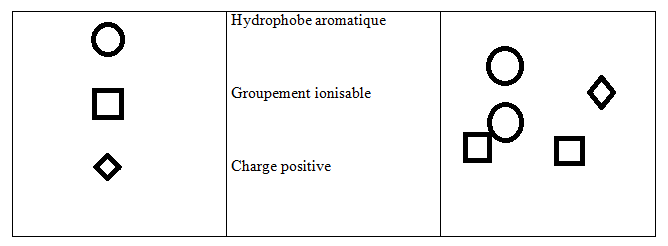 Hydrophobe aromatique
Groupement ionisable
Charge positive